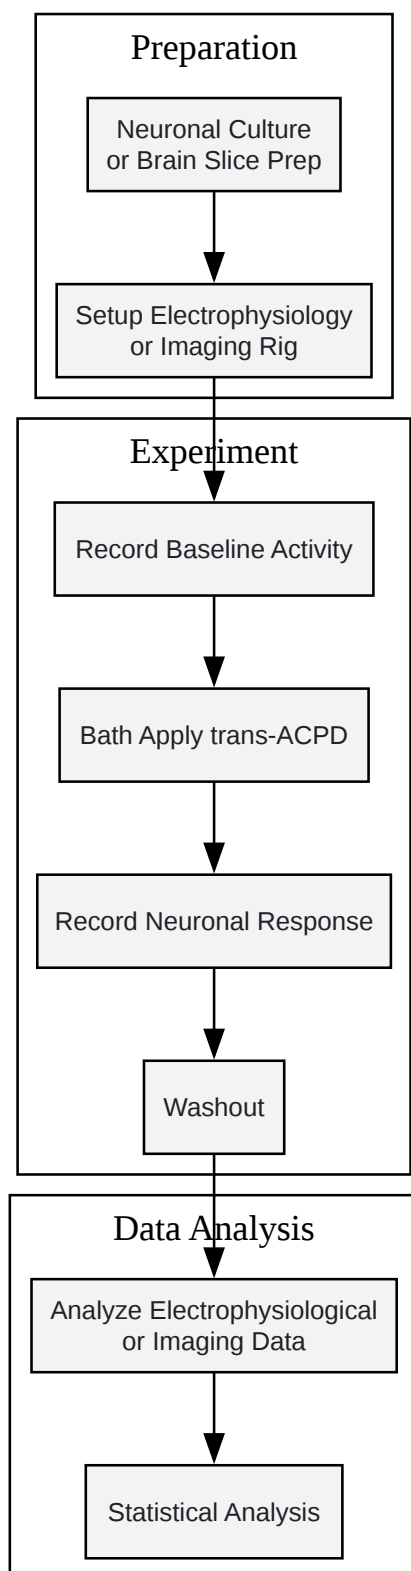 Preparation
Neuronal Culture
or Brain Slice Prep
Setup Electrophysiology
or Imaging Rig
Experiment
Record Baseline Activity
Bath Apply trans-ACPD
Record Neuronal Response
Washout
Data Analysis
Analyze Electrophysiological
or Imaging Data
Statistical Analysis